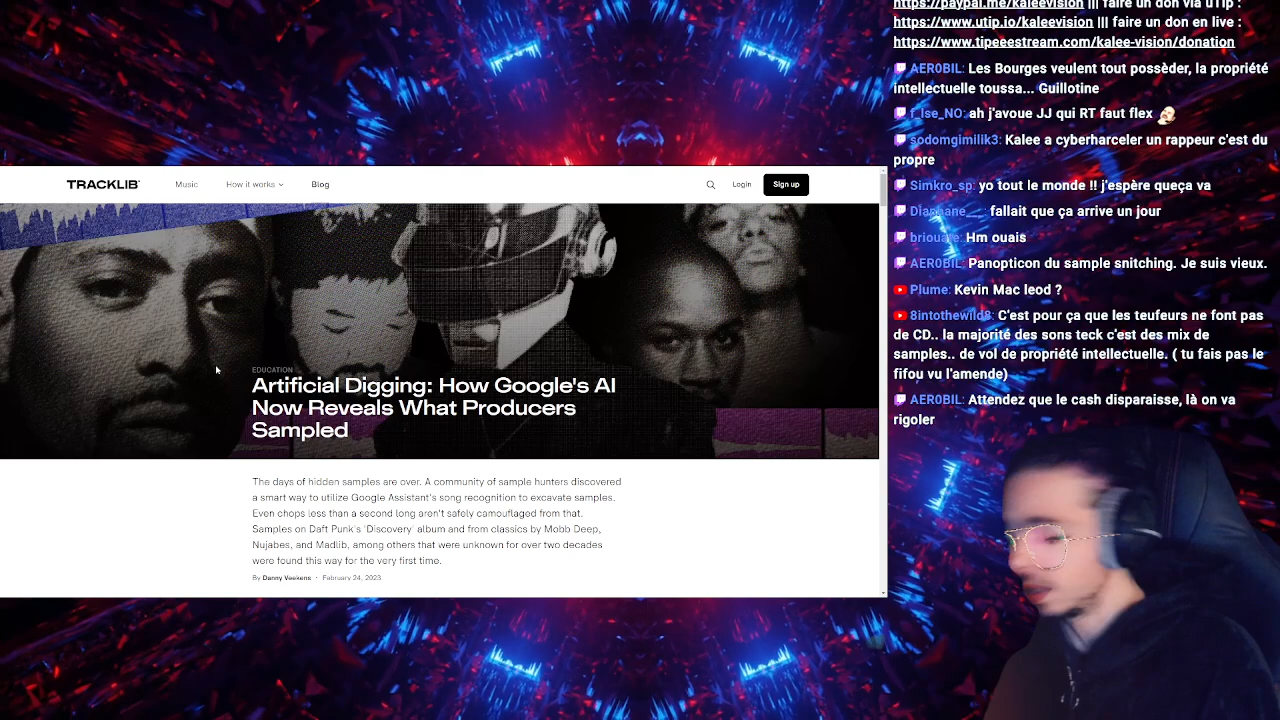 TRACKLIB
Music
How it works
Blog
Login
Sign up
EDUCATION
Artificial Digging: How Google's AI
Now Reveals What Producers
Sampled
The days of hidden samples are over. A community of sample hunters discovered
a smart way to utilize Google Assistant's song recognition to excavate samples.
Even chops less than a second long aren't safely camouflaged from that.
Samples on Daft Punk's 'Discovery' album and from classics by Mobb Deep,
Nujabes, and Madlib, among others that were unknown for over two decades
were found this way for the very first time.
By Danny Veekens · February 24, 2023
https://paypal.me/kaleevision ||| faire un don via uTip :
https://www.utip.io/kaleevision ||| faire un don en live :
https://www.tipeeestream.com/kalee-vision/donation
AER0BIL: Les Bourges veulent tout possèder, la propriété
intellectuelle toussa... Guillotine
f_lse_NO: ah j'avoue JJ qui RT faut flex
sodomgimilik3: Kalee a cyberharceler un rappeur c'est du
propre
Simkro_sp: yo tout le monde !! j'espère queça va
fallait que ça arrive un jour
briouate: Hm ouais
AER0BIL: Panopticon du sample snitching. Je suis vieux.
Plume: Kevin Mac leod ?
8intothewild8: C'est pour ça que les teufeurs ne font pas
de CD.. la majorité des sons teck c'est des mix de
samples.. de vol de propriété intellectuelle. ( tu fais pas le
fifou vu l'amende)
AER0BIL: Attendez que le cash disparaisse, là on va
rigoler